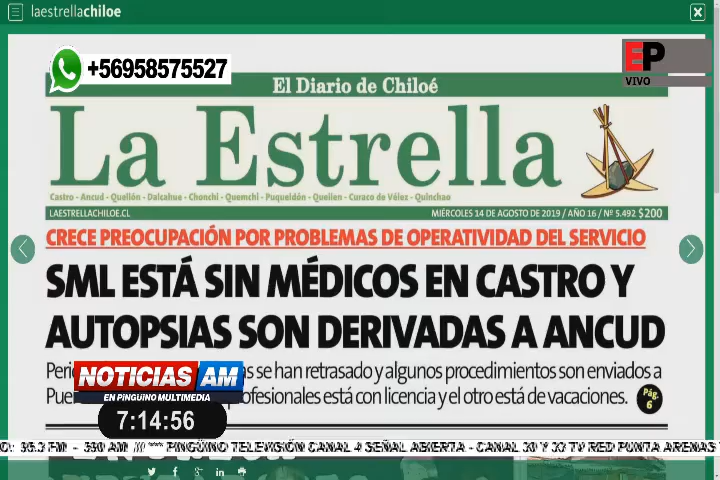 laestrellachiloe
+56958575527
EP
VIVO
El Diario de Chiloé
La Estrella
Castro - Ancud - Quellón - Dalcahue - Chonchi - Quemchi - Puqueldón - Queilen - Curaco de Vélez - Quinchao
LAESTRELLACHILOE.CL
MIÉRCOLES 14 DE AGOSTO DE 2019 / AÑO 16 / Nº 5.492 $200
CRECE PREOCUPACIÓN POR PROBLEMAS DE OPERATIVIDAD DEL SERVICIO
SML ESTÁ SIN MÉDICOS EN CASTRO Y
AUTOPSIAS SON DERIVADAS A ANCUD
as se han retrasado y algunos procedimientos son enviados a
rofesionales está con licencia y el otro está de vacaciones.
Pág.
6
NOTICIAS AM
EN PINGÜINO MULTIMEDIA
7:14:56
PINGÜINO TELEVISIÓN CANAL 4 SEÑAL ABIERTA - CANAL 30 Y 33 TV RED PUNTA ARENAS